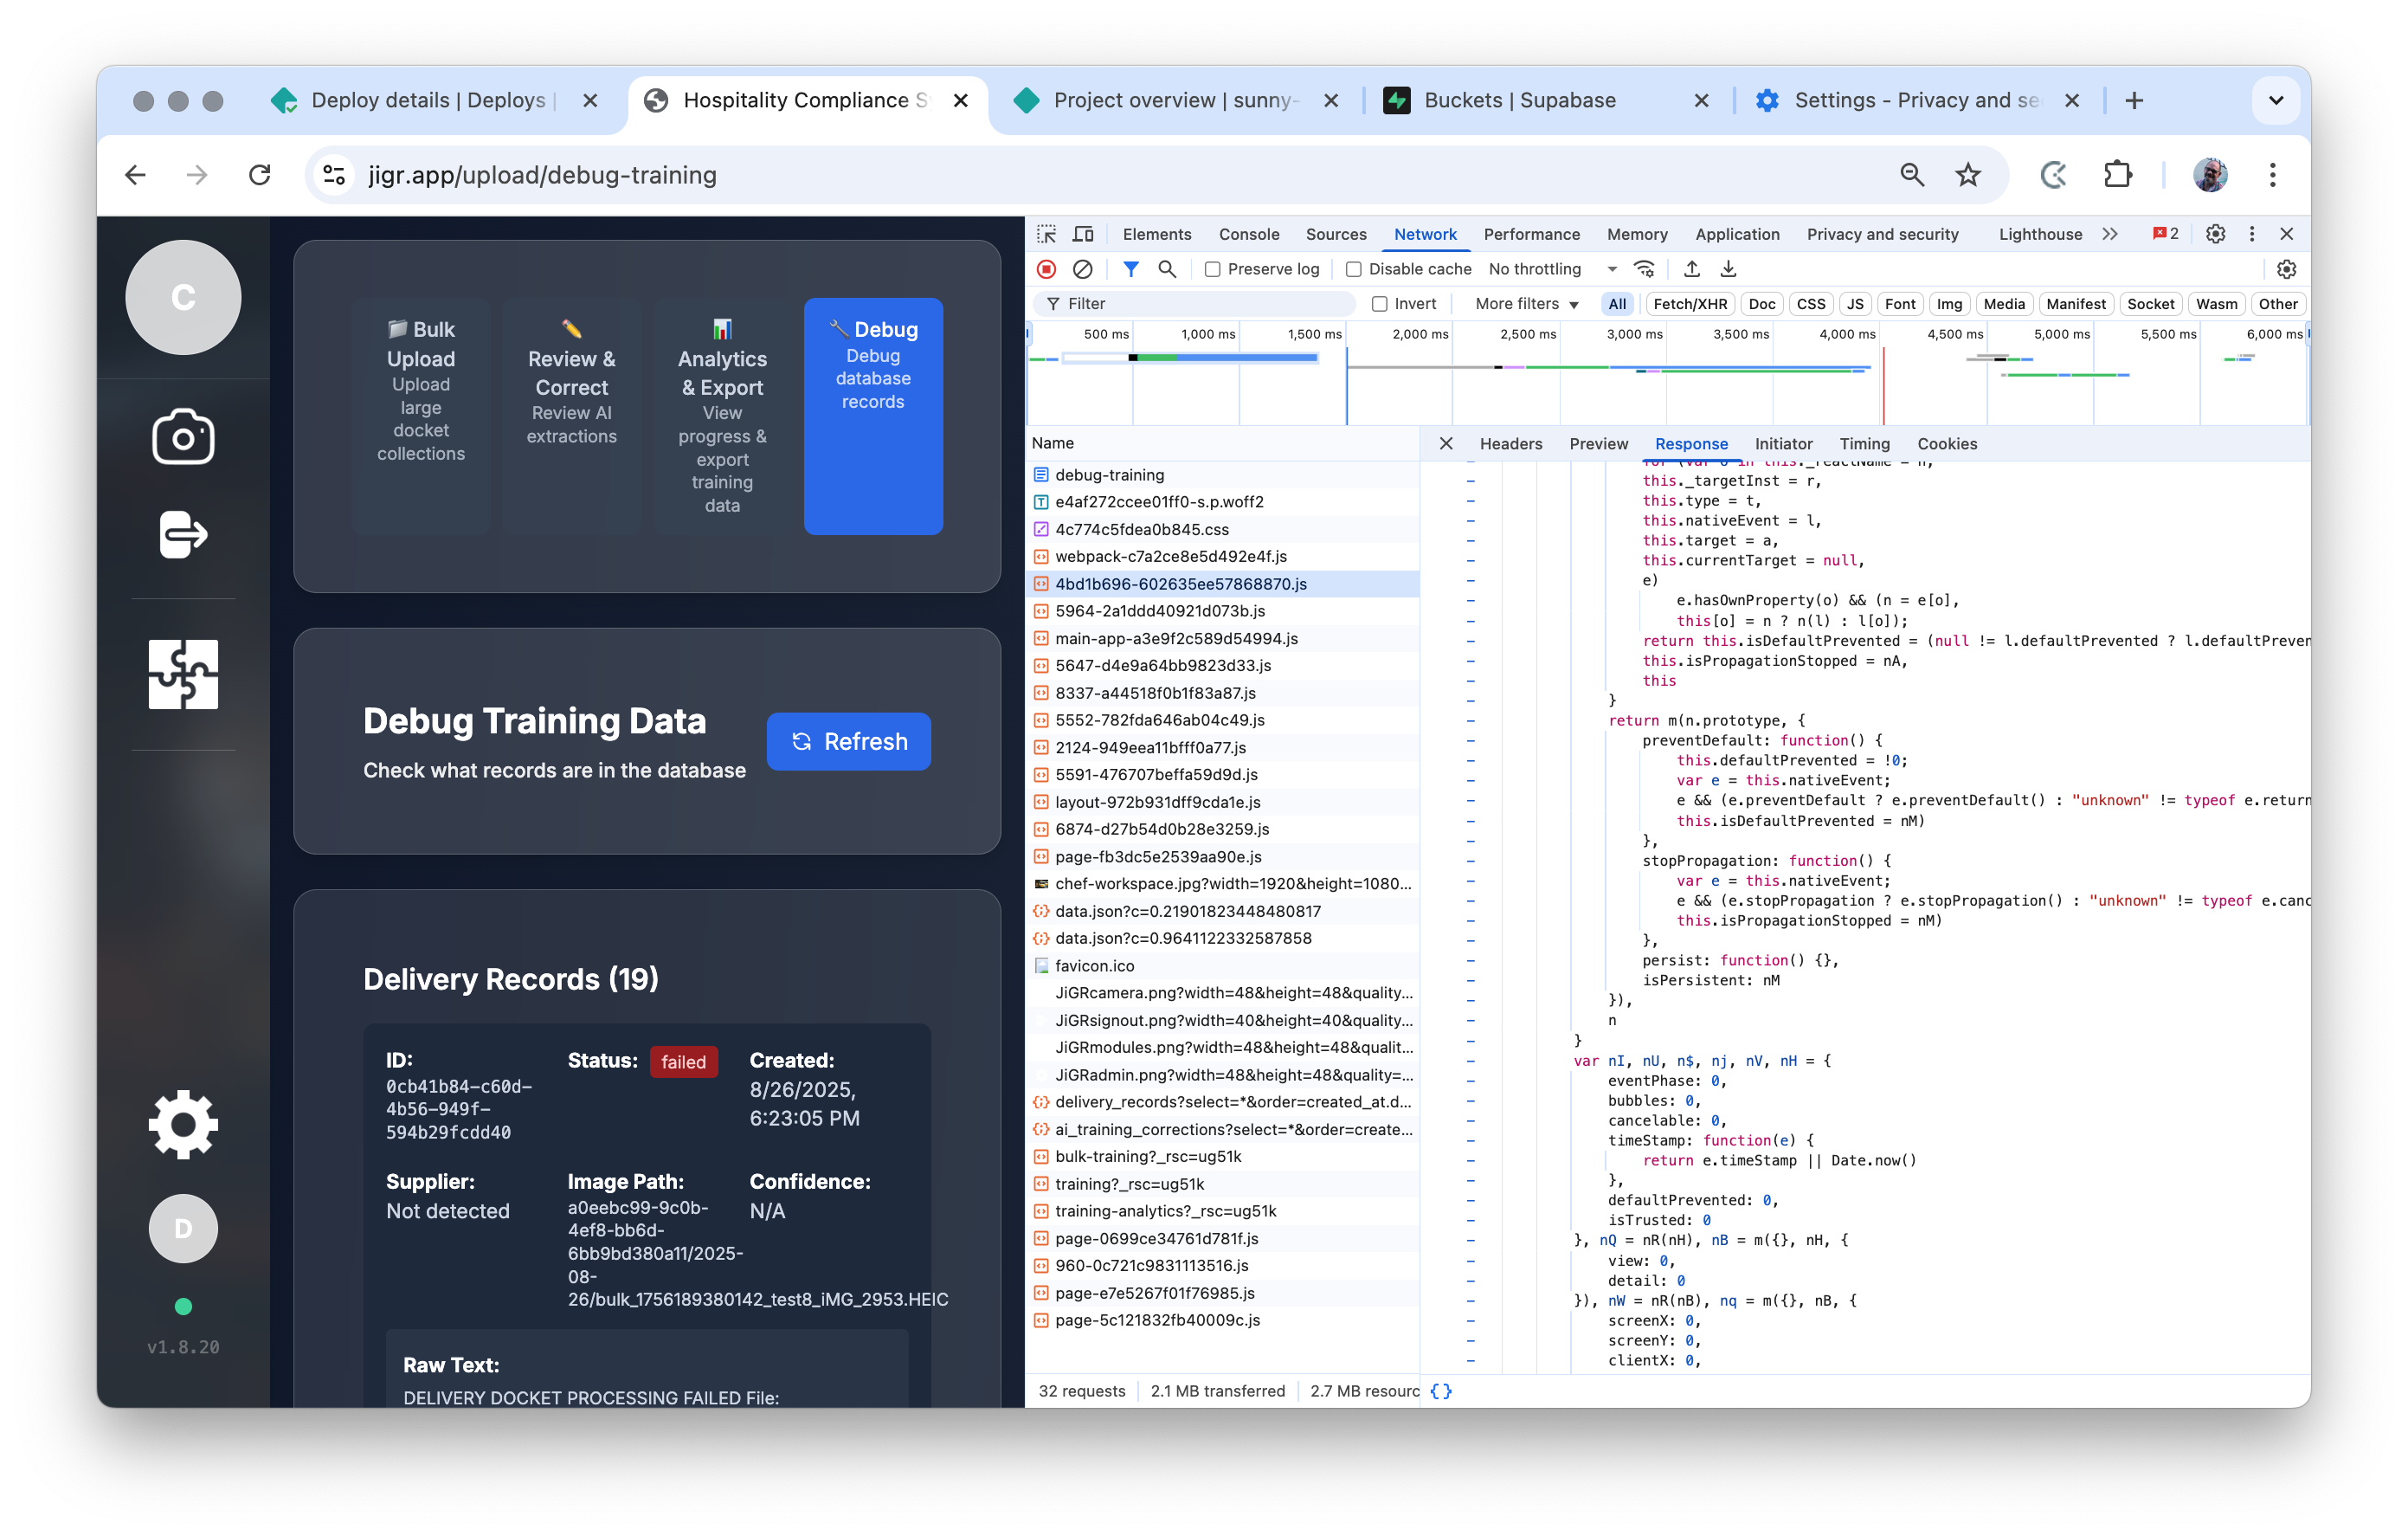 Deploy details | Deploys |
Hospitality Compliance S
Project overview | sunny-
Buckets | Supabase
Settings - Privacy and se
jigr.app/upload/debug-training
C
Bulk Upload
Upload large docket collections
Review & Correct
Review AI extractions
Analytics & Export
View progress & export training data
Debug
Debug database records
Debug Training Data
Check what records are in the database
Refresh
Delivery Records (19)
ID:
0cb41b84-c60d-
4b56-949f-
594b29fcdd40
Status: failed
Created:
8/26/2025,
6:23:05 PM
Supplier:
Not detected
Image Path:
a0eebc99-9c0b-
4ef8-bb6d-
6bb9bd380a11/2025-
08-
26/bulk_1756189380142_test8_iMG_2953.HEIC
Confidence:
N/A
Raw Text:
DELIVERY DOCKET PROCESSING FAILED File:
D
v1.8.20
Elements Console Sources Network Performance Memory Application Privacy and security Lighthouse 2
Preserve log Disable cache No throttling
Filter Invert More filters All Fetch/XHR Doc CSS JS Font Img Media Manifest Socket Wasm Other
500 ms 1,000 ms 1,500 ms 2,000 ms 2,500 ms 3,000 ms 3,500 ms 4,000 ms 4,500 ms 5,000 ms 5,500 ms 6,000 ms
Name
debug-training
e4af272ccee01ff0-s.p.woff2
4c774c5fdea0b845.css
webpack-c7a2ce8e5d492e4f.js
4bd1b696-602635ee57868870.js
5964-2a1ddd40921d073b.js
main-app-a3e9f2c589d54994.js
5647-d4e9a64bb9823d33.js
8337-a44518f0b1f83a87.js
5552-782fda646ab04c49.js
2124-949eea11bfff0a77.js
5591-476707beffa59d9d.js
layout-972b931dff9cda1e.js
6874-d27b54d0b28e3259.js
page-fb3dc5e2539aa90e.js
chef-workspace.jpg?width=1920&height=1080...
data.json?c=0.21901823448480817
data.json?c=0.9641122332587858
favicon.ico
JiGRcamera.png?width=48&height=48&quality...
JiGRsignout.png?width=40&height=40&quality...
JiGRmodules.png?width=48&height=48&qualit...
JiGRadmin.png?width=48&height=48&quality=...
delivery_records?select=*&order=created_at.d...
ai_training_corrections?select=*&order=create...
bulk-training?_rsc=ug51k
training?_rsc=ug51k
training-analytics?_rsc=ug51k
page-0699ce34761d781f.js
960-0c721c9831113516.js
page-e7e5267f01f76985.js
page-5c121832fb40009c.js
32 requests 2.1 MB transferred 2.7 MB resourc
Headers Preview Response Initiator Timing Cookies
this._targetInst = r,
this.type = t,
this.nativeEvent = l,
this.target = a,
this.currentTarget = null,
e)
e.hasOwnProperty(o) && (n = e[o],
this[o] = n ? n(l) : l[o]);
return this.isDefaultPrevented = (null != l.defaultPrevented ? l.defaultPreven
this.isPropagationStopped = nA,
this
}
return m(n.prototype, {
preventDefault: function() {
this.defaultPrevented = !0;
var e = this.nativeEvent;
e && (e.preventDefault ? e.preventDefault() : "unknown" != typeof e.return
this.isDefaultPrevented = nM)
},
stopPropagation: function() {
var e = this.nativeEvent;
e && (e.stopPropagation ? e.stopPropagation() : "unknown" != typeof e.canc
this.isPropagationStopped = nM)
},
persist: function() {},
isPersistent: nM
}),
n
}
var nI, nU, n$, nj, nV, nH = {
eventPhase: 0,
bubbles: 0,
cancelable: 0,
timeStamp: function(e) {
return e.timeStamp || Date.now()
},
defaultPrevented: 0,
isTrusted: 0
}, nQ = nR(nH), nB = m({}, nH, {
view: 0,
detail: 0
}), nW = nR(nB), nq = m({}, nB, {
screenX: 0,
screenY: 0,
clientX: 0,
{}